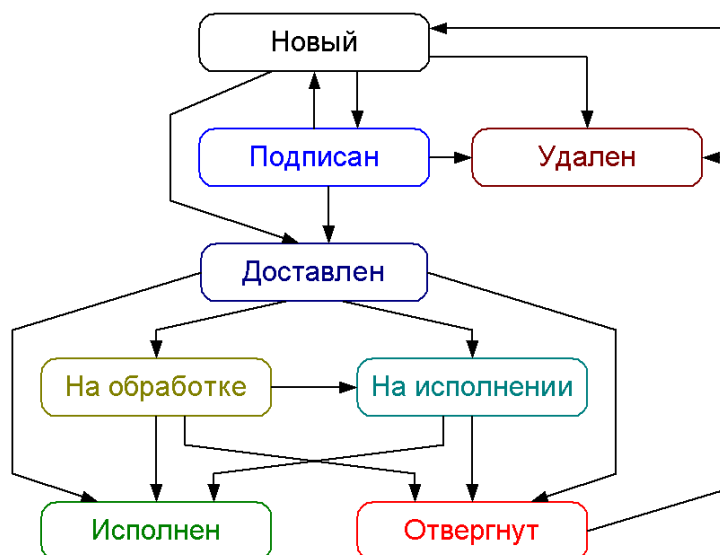 Новый
Подписан
Удален
Доставлен
На обработке
На исполнении
Исполнен
Отвергнут